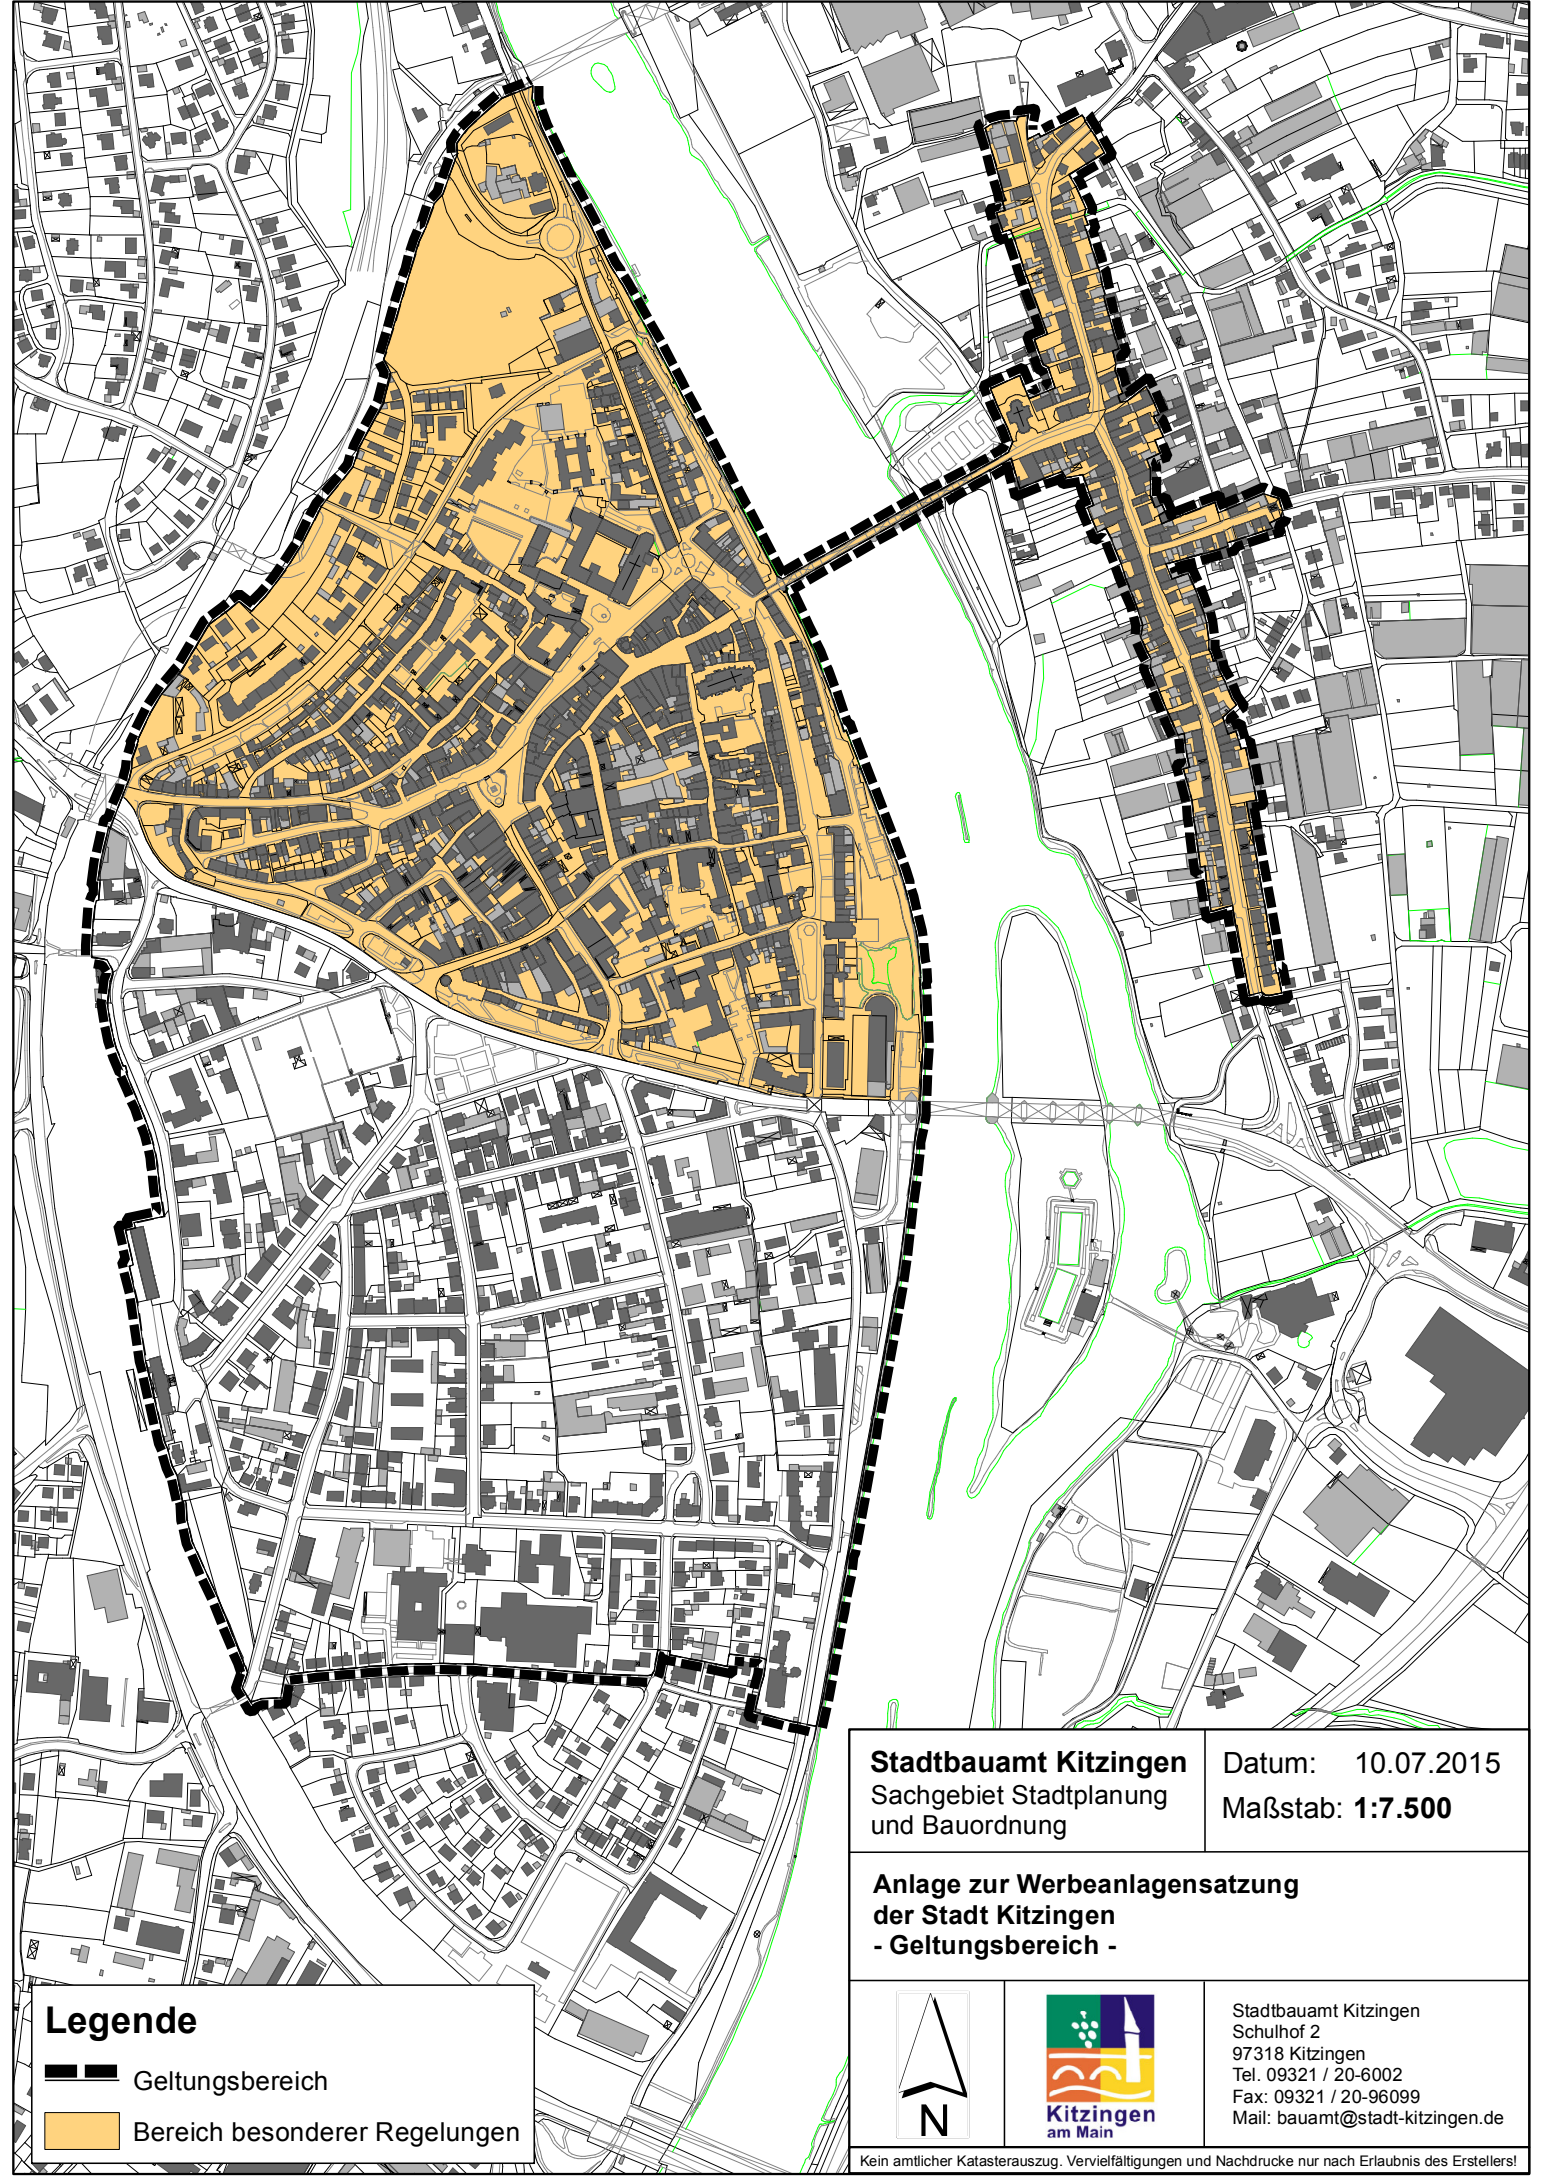 Stadtbauamt Kitzingen
Sachgebiet Stadtplanung
und Bauordnung
Datum: 10.07.2015
Maßstab: 1:7.500
Anlage zur Werbeanlagensatzung
der Stadt Kitzingen
- Geltungsbereich -
N
Kitzingen
am Main
Stadtbauamt Kitzingen
Schulhof 2
97318 Kitzingen
Tel. 09321 / 20-6002
Fax: 09321 / 20-96099
Mail: bauamt@stadt-kitzingen.de
Kein amtlicher Katasterauszug. Vervielfältigungen und Nachdrucke nur nach Erlaubnis des Erstellers!
Legende
Geltungsbereich
Bereich besonderer Regelungen